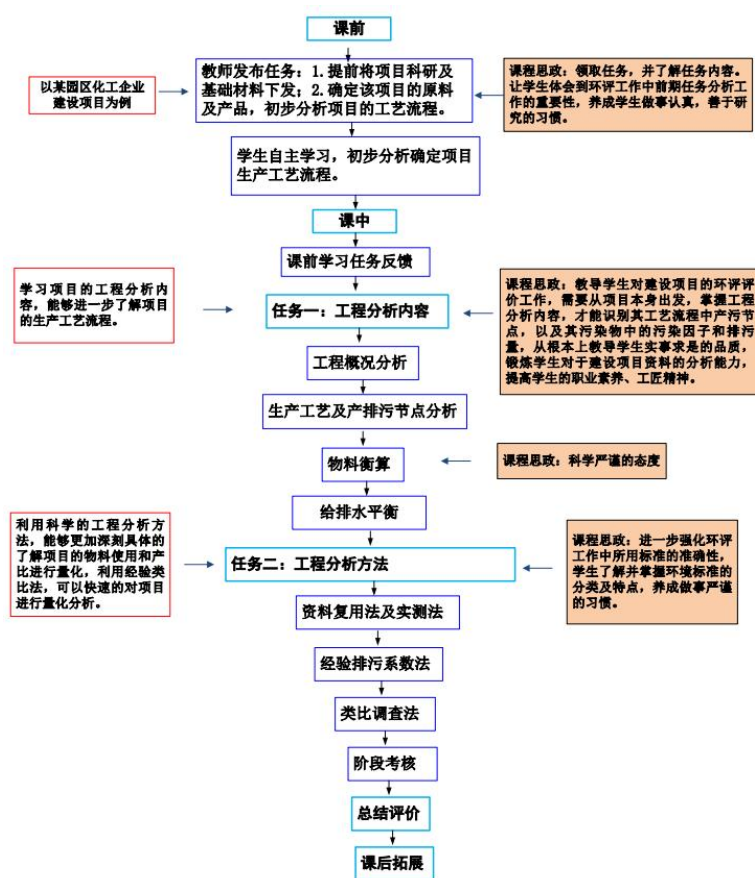 课前
教师发布任务：1.提前将项目科研及
基础材料下发；2.确定该项目的原料
及产品，初步分析项目的工艺流程。
以某园区化工企业
建设项目为例
课程思政：领取任务，并了解任务内容。
让学生体会到环评工作中前期任务分析工
作的重要性，养成学生做事认真，善于研
究的习惯。
学生自主学习，初步分析确定项目
生产工艺流程。
课中
课前学习任务反馈
学习项目的工程分析内
容，能够进一步了解项目
的生产工艺流程。
任务一：工程分析内容
课程思政：教导学生对建设项目的环评评
价工作，需要从项目本身出发，掌握工程
分析内容，才能识别其工艺流程中产污节
点，以及其污染物中的污染因子和排污
量，从根本上教导学生实事求是的品质，
锻炼学生对于建设项目资料的分析能力，
提高学生的职业素养、工匠精神。
工程概况分析
生产工艺及产排污节点分析
物料衡算
课程思政：科学严谨的态度
给排水平衡
利用科学的工程分析方
法，能够更加深刻具体的
了解项目的物料使用和产
比进行量化，利用经验类
比法，可以快速的对项目
进行量化分析。
任务二：工程分析方法
课程思政：进一步强化环评
工作中所用标准的准确性，
学生了解并掌握环境标准的
分类及特点，养成做事严谨
的习惯。
资料复用法及实测法
经验排污系数法
类比调查法
阶段考核
总结评价
课后拓展